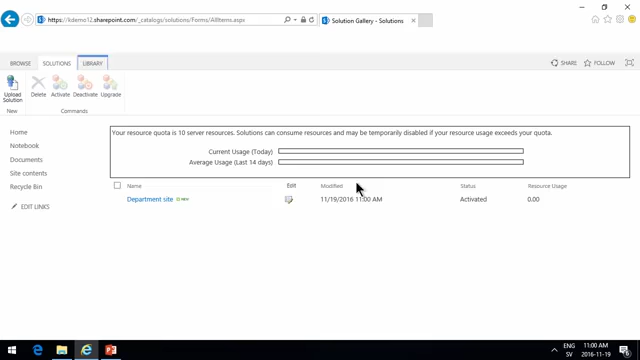 https://kdemo12.sharepoint.com/_catalogs/solutions/Forms/AllItems.aspx
Solution Gallery - Solutions
BROWSE SOLUTIONS LIBRARY
SHARE FOLLOW
Upload Solution Delete Activate Deactivate Upgrade
New Commands
Home
Notebook
Documents
Site contents
Recycle Bin
EDIT LINKS
Your resource quota is 10 server resources. Solutions can consume resources and may be temporarily disabled if your resource usage exceeds your quota.
Current Usage (Today)
Average Usage (Last 14 days)
Name Edit Modified Status Resource Usage
Department site NEW 11/19/2016 11:00 AM Activated 0.00
ENG 11:00 AM
SV 2016-11-19